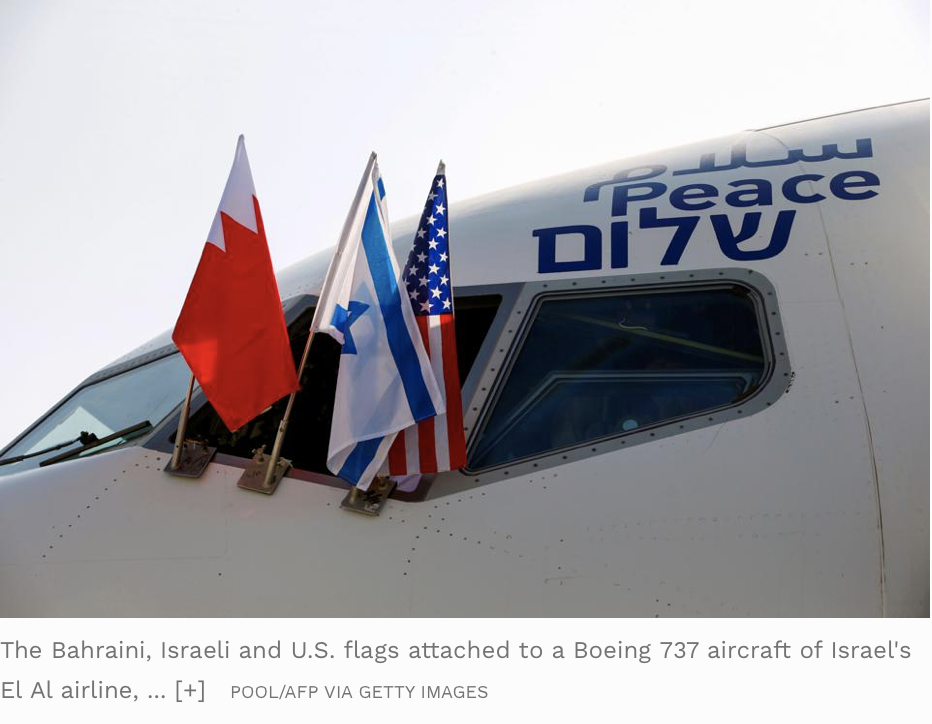 سلام
Peace
שלום
The Bahraini, Israeli and U.S. flags attached to a Boeing 737 aircraft of Israel's
El Al airline, ... [+] POOL/AFP VIA GETTY IMAGES